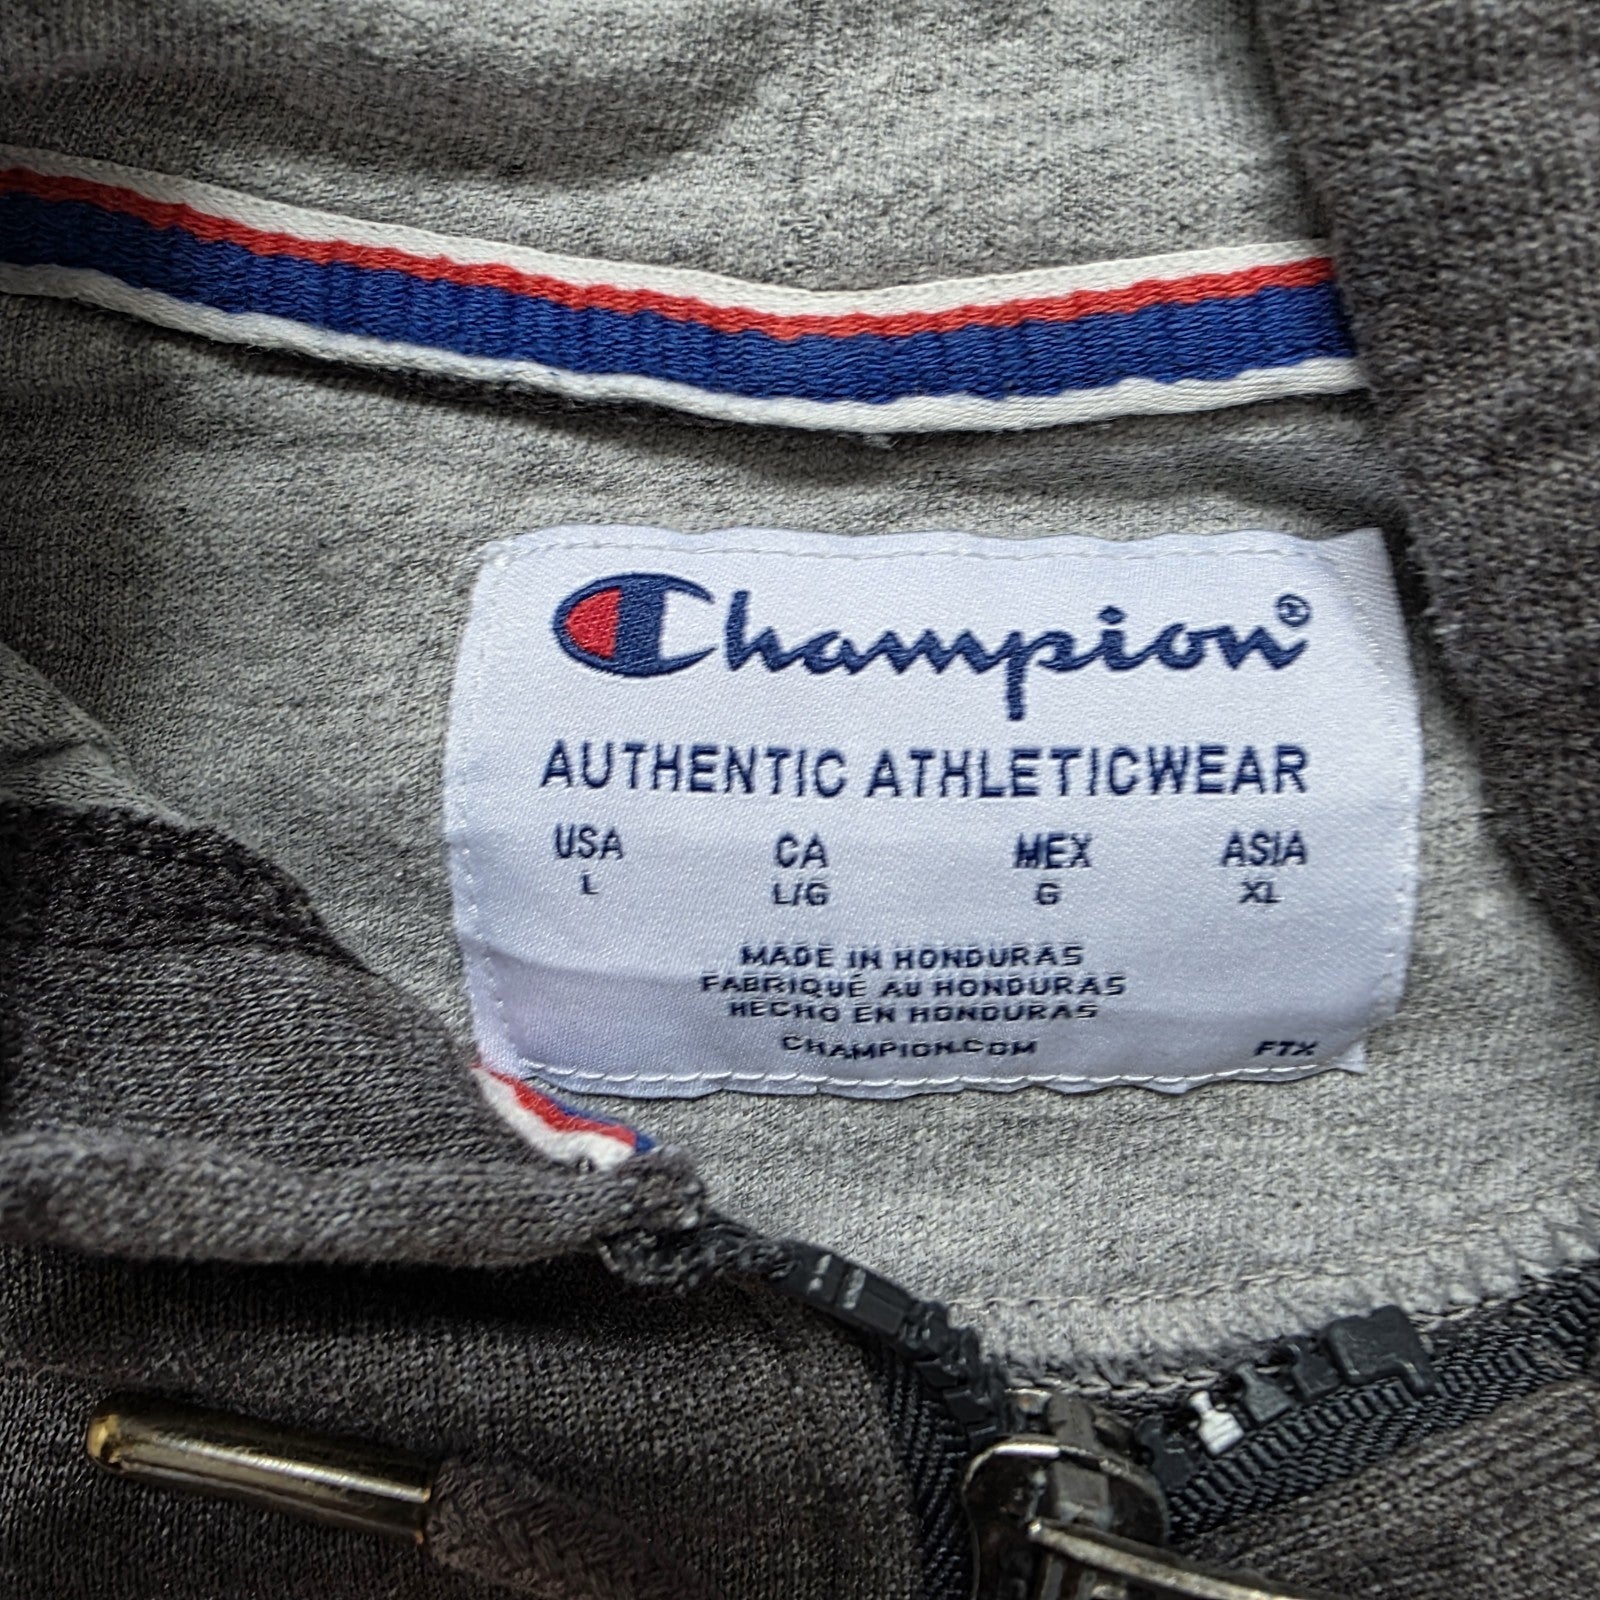 Champion®
AUTHENTIC ATHLETICWEAR
USA CA MEX ASIA
L L/G G XL
MADE IN HONDURAS
FABRIQUÉ AU HONDURAS
HECHO EN HONDURAS
CHAMPION.COM FTX